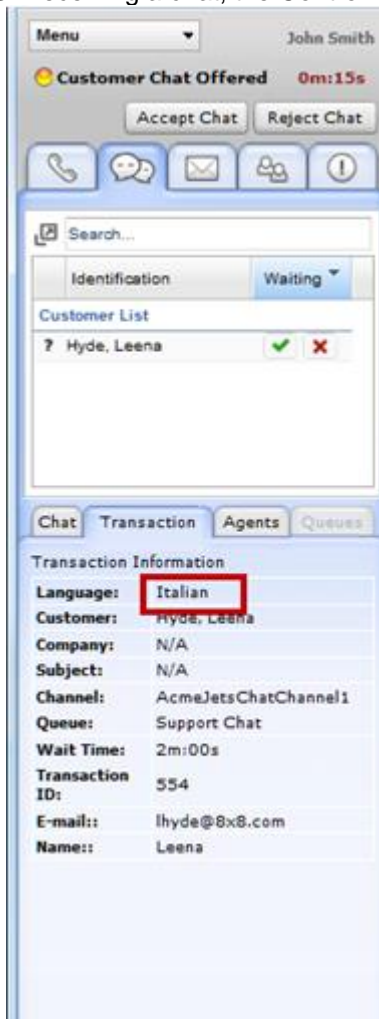 Menu John Smith
Customer Chat Offered 0m:15s
Accept Chat Reject Chat
Search...
Identification Waiting
Customer List
? Hyde, Leena
Chat Transaction Agents Queues
Transaction Information
Language: Italian
Customer: Hyde, Leena
Company: N/A
Subject: N/A
Channel: AcmeJetsChatChannel1
Queue: Support Chat
Wait Time: 2m:00s
Transaction
ID: 554
E-mail:: lhyde@8x8.com
Name:: Leena